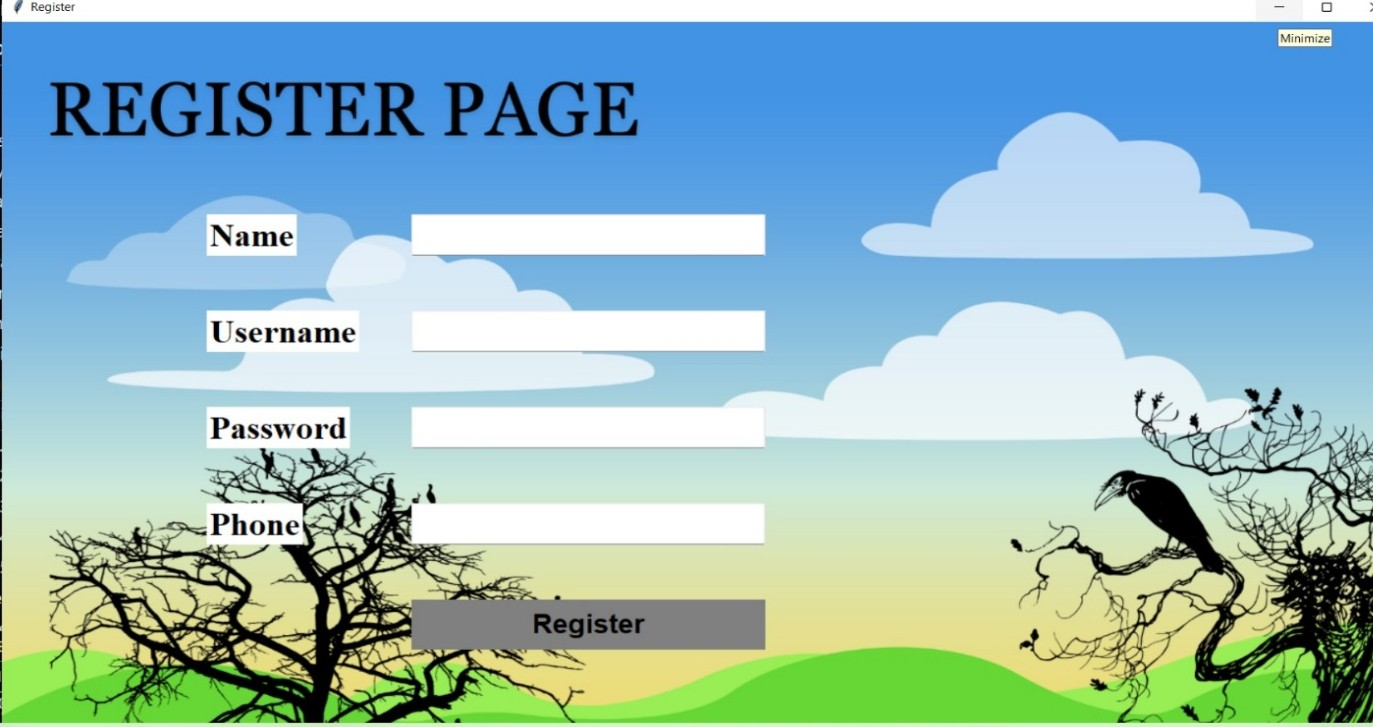 Register
Minimize
REGISTER PAGE
Name
Username
Password
Phone
Register